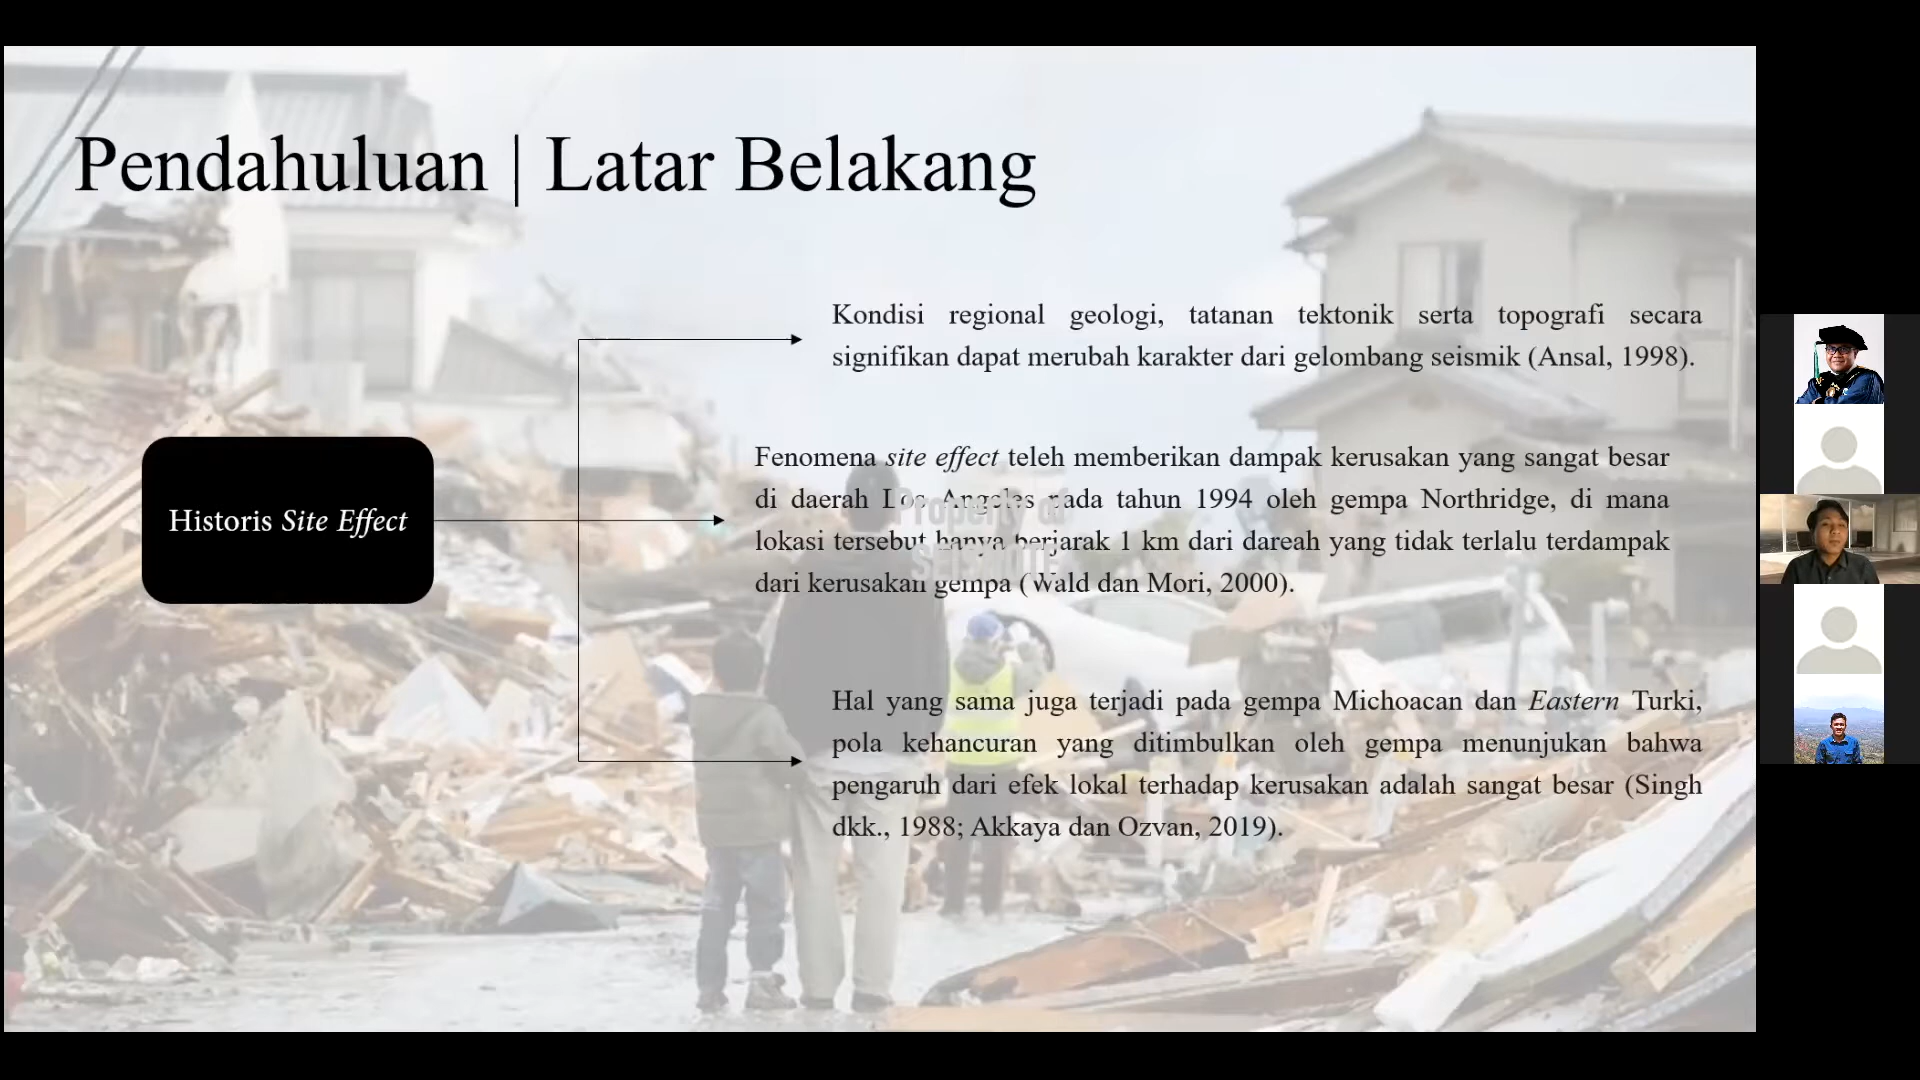 Pendahuluan | Latar Belakang
Kondisi regional geologi, tatanan tektonik serta topografi secara
signifikan dapat merubah karakter dari gelombang seismik (Ansal, 1998).
Historis Site Effect
Fenomena site effect teleh memberikan dampak kerusakan yang sangat besar
di daerah Los Angeles pada tahun 1994 oleh gempa Northridge, di mana
lokasi tersebut hanya berjarak 1 km dari dareah yang tidak terlalu terdampak
dari kerusakan gempa (Wald dan Mori, 2000).
Property of
Hal yang sama juga terjadi pada gempa Michoacan dan Eastern Turki,
pola kehancuran yang ditimbulkan oleh gempa menunjukan bahwa
pengaruh dari efek lokal terhadap kerusakan adalah sangat besar (Singh
dkk., 1988; Akkaya dan Ozvan, 2019).